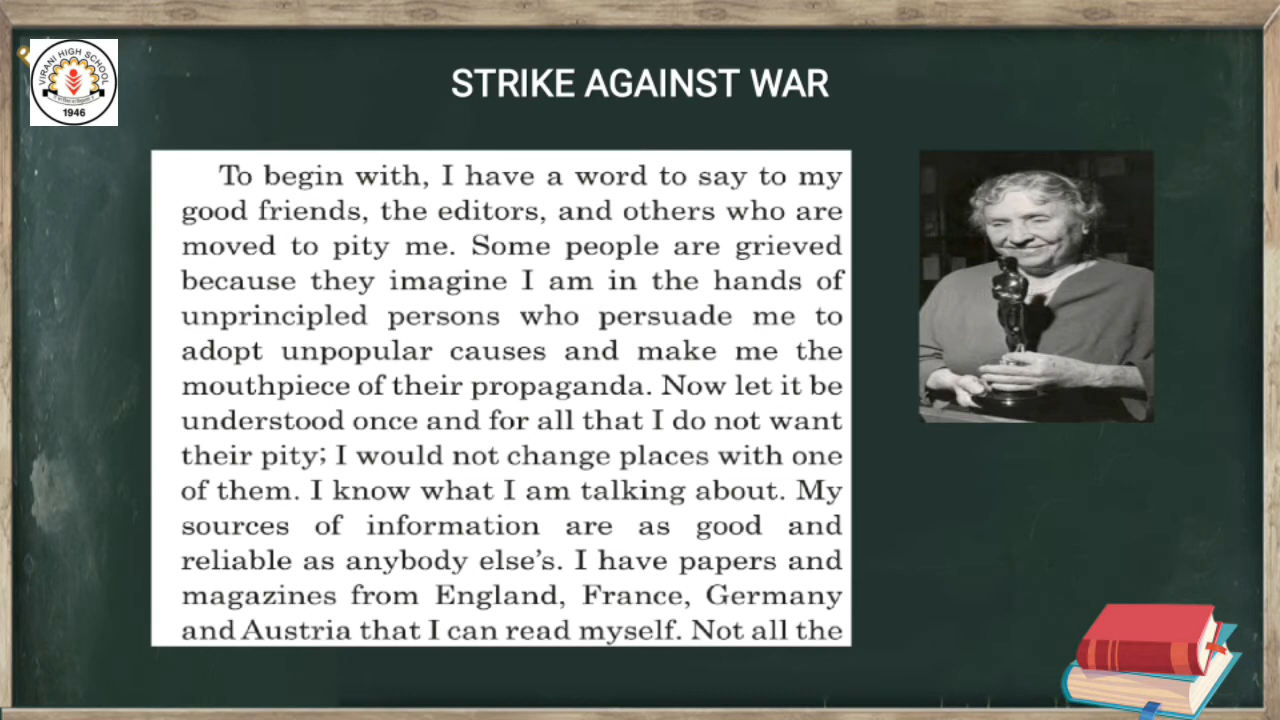 VIRANI HIGH SCHOOL
1946
STRIKE AGAINST WAR
To begin with, I have a word to say to my
good friends, the editors, and others who are
moved to pity me. Some people are grieved
because they imagine I am in the hands of
unprincipled persons who persuade me to
adopt unpopular causes and make me the
mouthpiece of their propaganda. Now let it be
understood once and for all that I do not want
their pity; I would not change places with one
of them. I know what I am talking about. My
sources of information are as good and
reliable as anybody else's. I have papers and
magazines from England, France, Germany
and Austria that I can read myself. Not all the